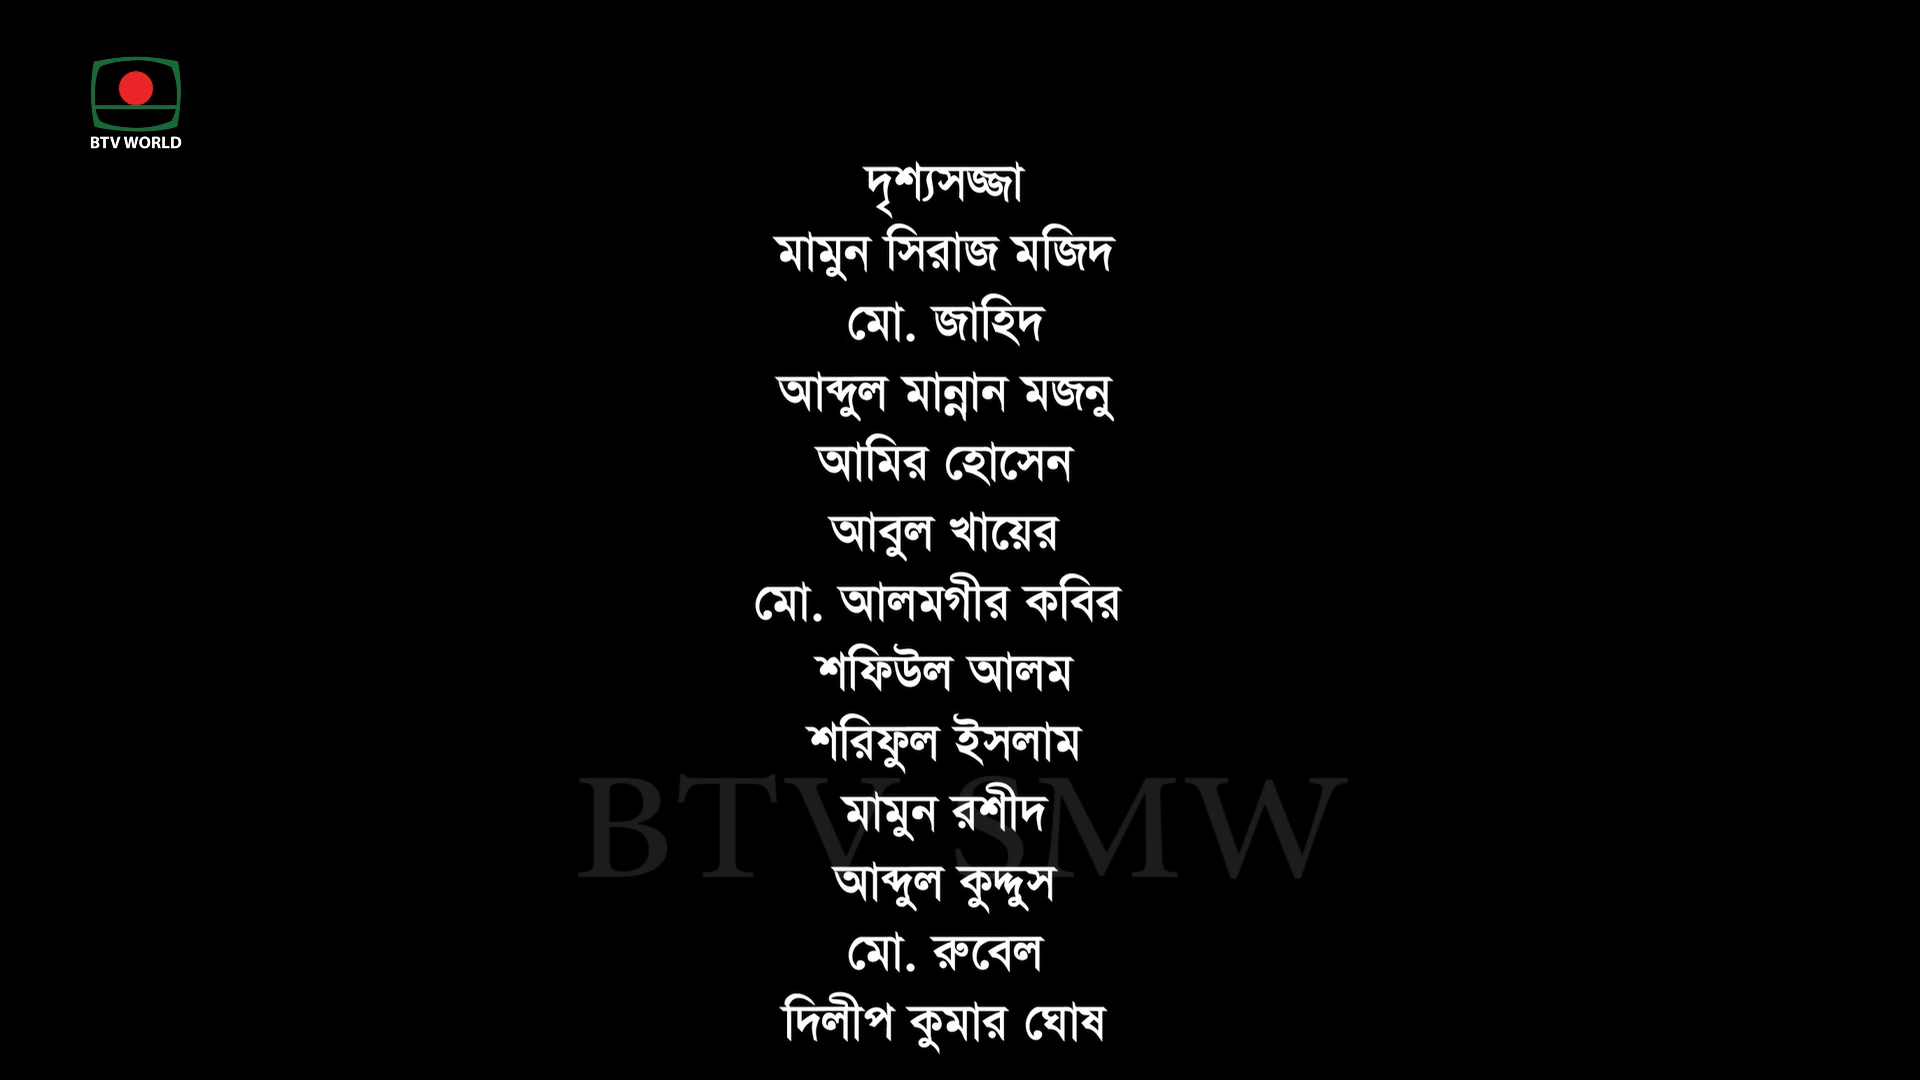 BTV WORLD
দৃশ্যসজ্জা
মামুন সিরাজ মজিদ
মো. জাহিদ
আব্দুল মান্নান মজনু
আমির হোসেন
আবুল খায়ের
মো. আলমগীর কবির
শফিউল আলম
শরিফুল ইসলাম
মামুন রশীদ
BTV SMW
আব্দুল কুদ্দুস
মো. রুবেল
দিলীপ কুমার ঘোষ